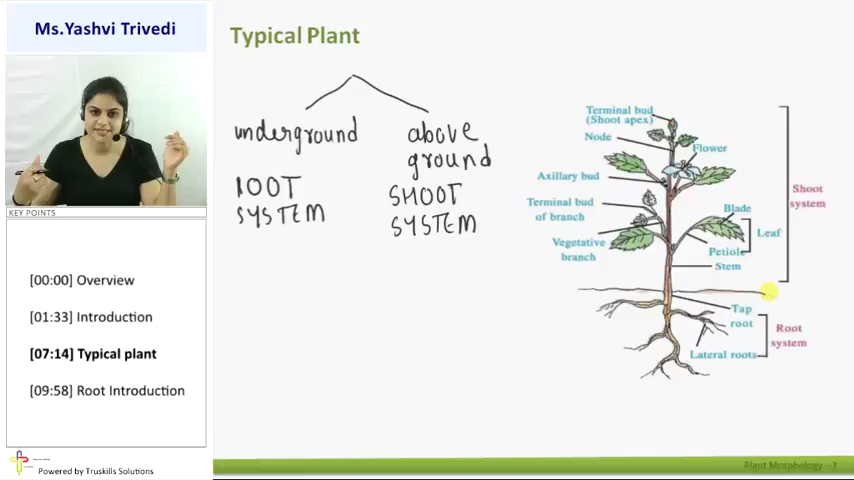 Ms.Yashvi Trivedi
Typical Plant
underground
above
ground
ROOT
SYSTEM
SHOOT
SYSTEM
Terminal bud
(Shoot apex)
Node
Flower
Axillary bud
Terminal bud
of branch
Blade
Leaf
Vegetative
branch
Petiole
Stem
Shoot
system
Tap
root
Root
system
Lateral roots
KEY POINTS
[00:00] Overview
[01:33] Introduction
[07:14] Typical plant
[09:58] Root Introduction
Powered by Truskills Solutions
Plant Morphology – 1